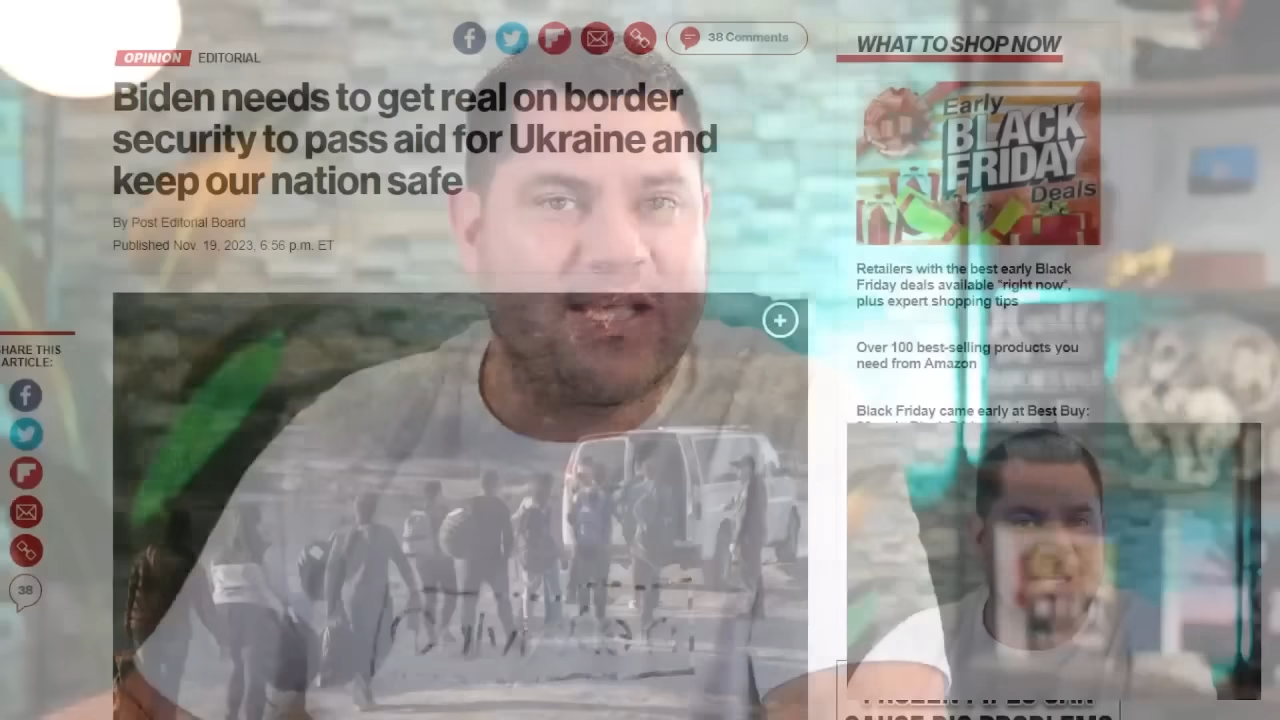 38 Comments
WHAT TO SHOP NOW
OPINION EDITORIAL
Biden needs to get real on border
security to pass aid for Ukraine and
keep our nation safe
By Post Editorial Board
Published Nov. 19, 2023, 6:56 p.m. ET
Early
BLACK
FRIDAY
Deals
Retailers with the best early Black
Friday deals available "right now",
plus expert shopping tips
Over 100 best-selling products you
need from Amazon
Black Friday came early at Best Buy:
HARE THIS
ARTICLE:
38